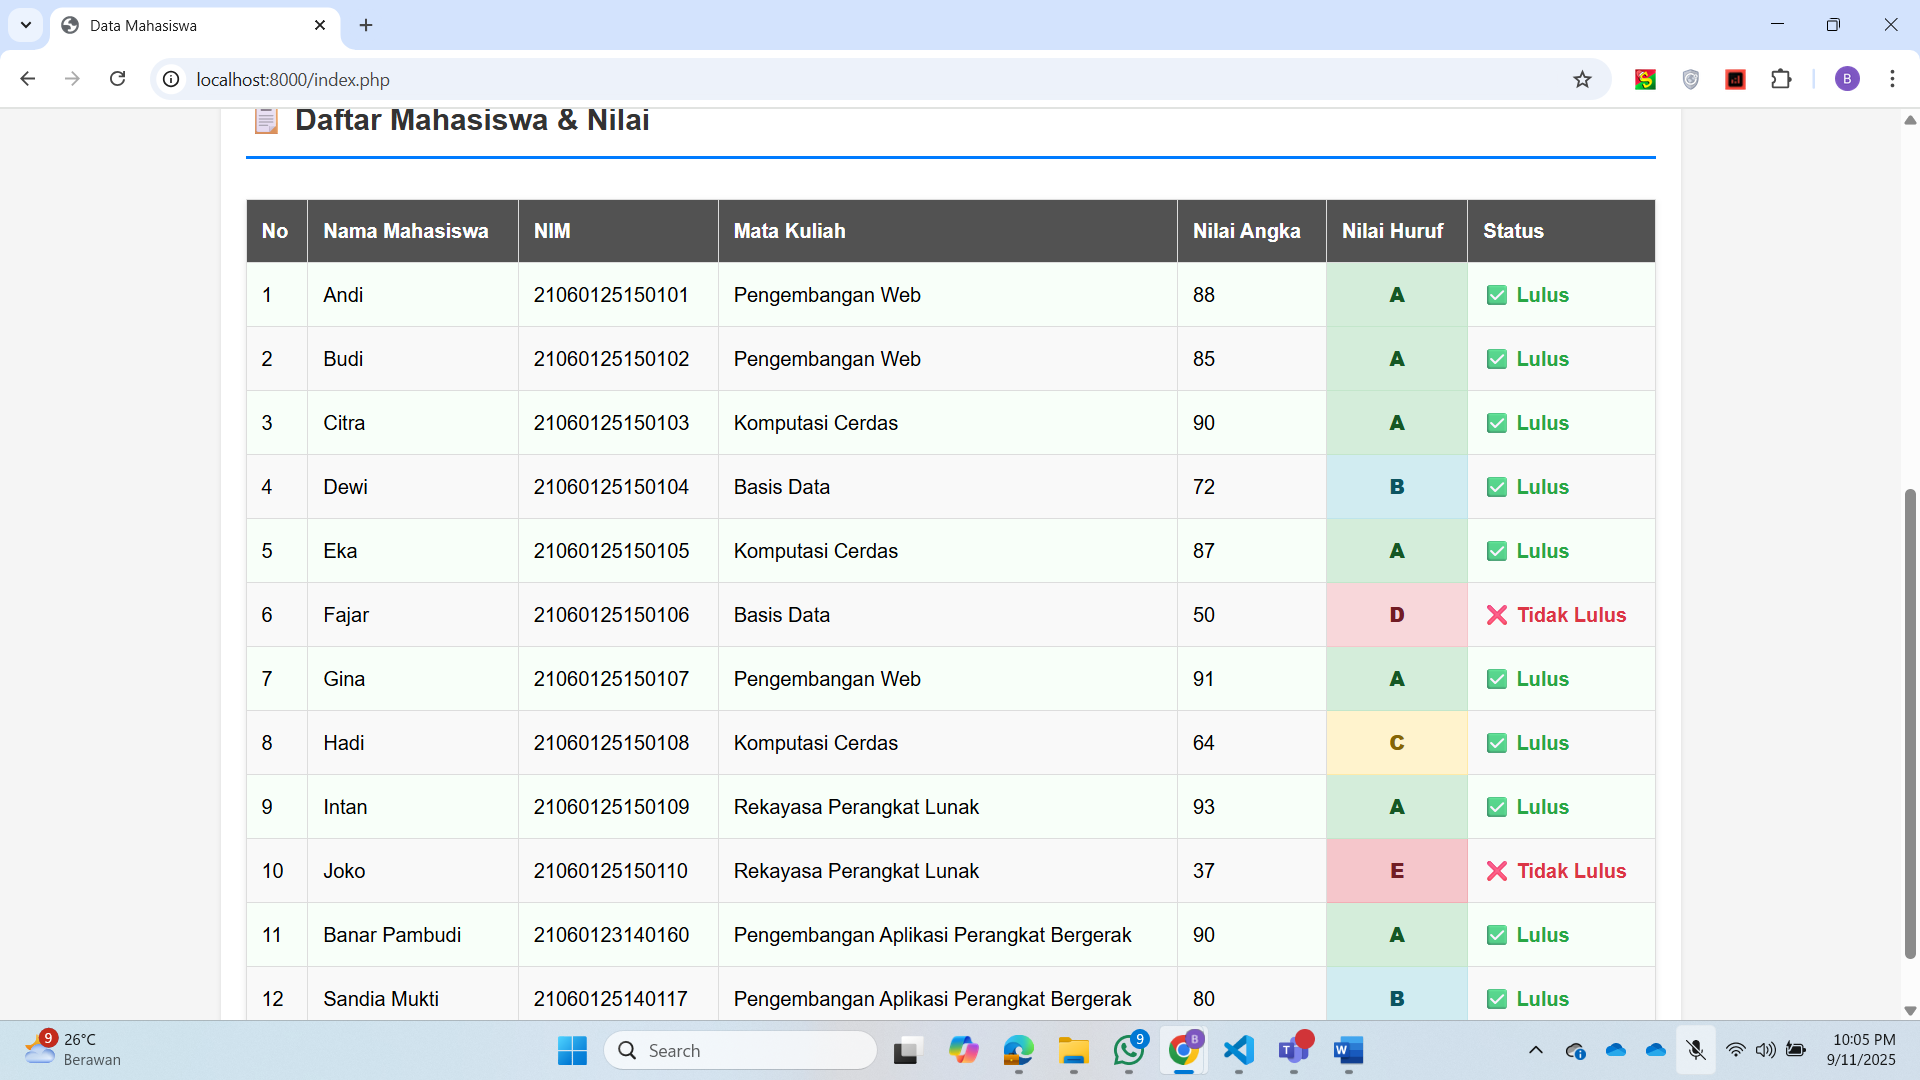 Data Mahasiswa
localhost:8000/index.php
B
Daftar Mahasiswa & Nilai
No Nama Mahasiswa NIM Mata Kuliah Nilai Angka Nilai Huruf Status
1 Andi 21060125150101 Pengembangan Web 88 A Lulus
2 Budi 21060125150102 Pengembangan Web 85 A Lulus
3 Citra 21060125150103 Komputasi Cerdas 90 A Lulus
4 Dewi 21060125150104 Basis Data 72 B Lulus
5 Eka 21060125150105 Komputasi Cerdas 87 A Lulus
6 Fajar 21060125150106 Basis Data 50 D Tidak Lulus
7 Gina 21060125150107 Pengembangan Web 91 A Lulus
8 Hadi 21060125150108 Komputasi Cerdas 64 C Lulus
9 Intan 21060125150109 Rekayasa Perangkat Lunak 93 A Lulus
10 Joko 21060125150110 Rekayasa Perangkat Lunak 37 E Tidak Lulus
11 Banar Pambudi 21060123140160 Pengembangan Aplikasi Perangkat Bergerak 90 A Lulus
12 Sandia Mukti 21060125140117 Pengembangan Aplikasi Perangkat Bergerak 80 B Lulus
9 26°C
Berawan
Search
9
B
T
W
10:05 PM
9/11/2025